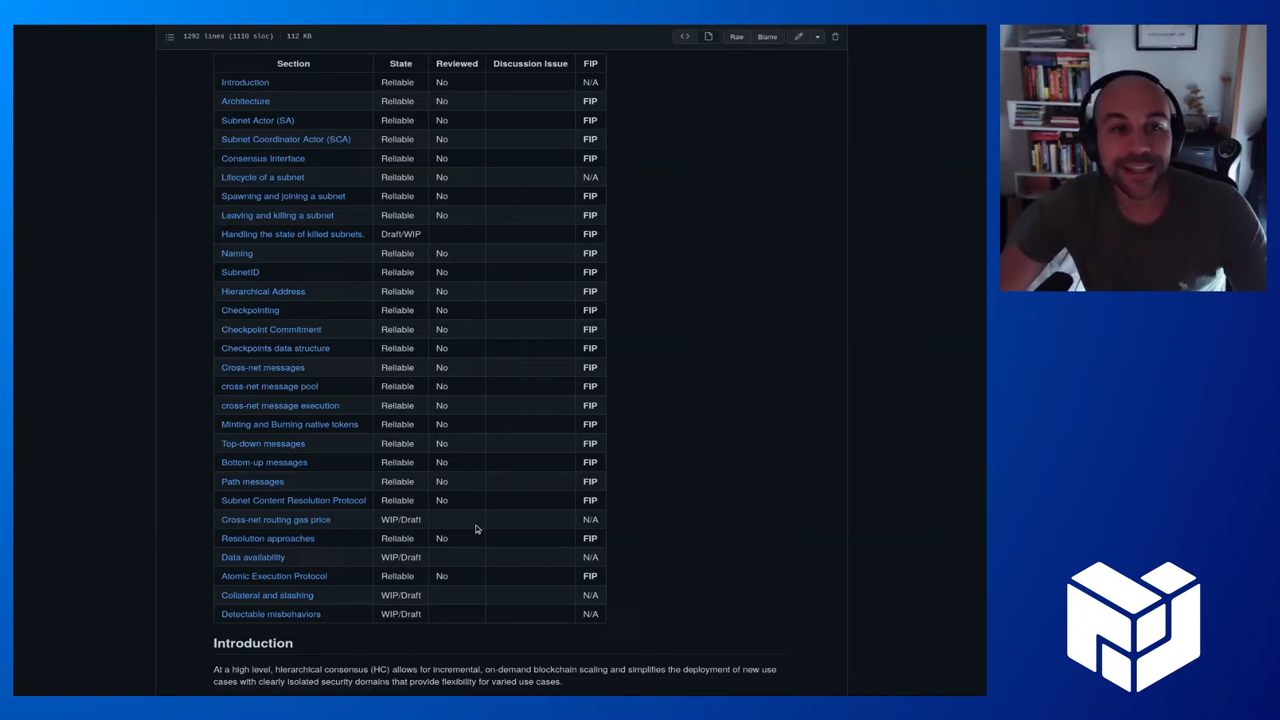 1292 lines (1110 sloc) 112 KB Raw Blame
Section State Reviewed Discussion Issue FIP
Introduction Reliable No N/A
Architecture Reliable No FIP
Subnet Actor (SA) Reliable No FIP
Subnet Coordinator Actor (SCA) Reliable No FIP
Consensus Interface Reliable No FIP
Lifecycle of a subnet Reliable No N/A
Spawning and joining a subnet Reliable No FIP
Leaving and killing a subnet Reliable No FIP
Handling the state of killed subnets. Draft/WIP FIP
Naming Reliable No FIP
SubnetID Reliable No FIP
Hierarchical Address Reliable No FIP
Checkpointing Reliable No FIP
Checkpoint Commitment Reliable No FIP
Checkpoints data structure Reliable No FIP
Cross-net messages Reliable No FIP
cross-net message pool Reliable No FIP
cross-net message execution Reliable No FIP
Minting and Burning native tokens Reliable No FIP
Top-down messages Reliable No FIP
Bottom-up messages Reliable No FIP
Path messages Reliable No FIP
Subnet Content Resolution Protocol Reliable No FIP
Cross-net routing gas price WIP/Draft N/A
Resolution approaches Reliable No FIP
Data availability WIP/Draft N/A
Atomic Execution Protocol Reliable No FIP
Collateral and slashing WIP/Draft N/A
Detectable misbehaviors WIP/Draft N/A
Introduction
At a high level, hierarchical consensus (HC) allows for incremental, on-demand blockchain scaling and simplifies the deployment of new use
cases with clearly isolated security domains that provide flexibility for varied use cases.